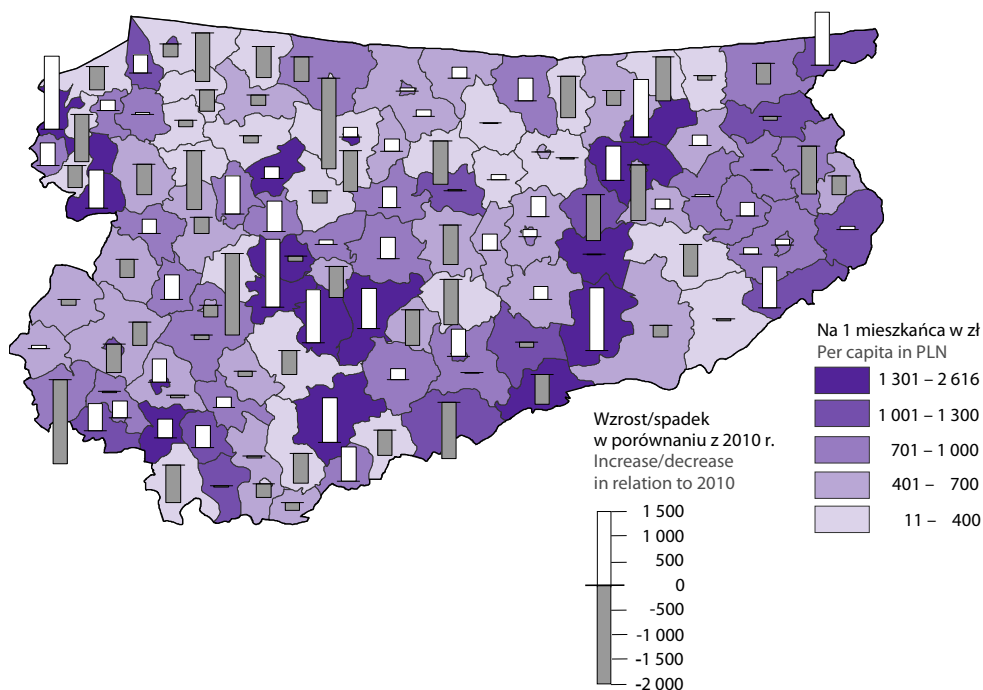 Na 1 mieszkańca w zł
Per capita in PLN
1 301 – 2 616
1 001 – 1 300
701 – 1 000
401 – 700
11 – 400
Wzrost/spadek
w porównaniu z 2010 r.
Increase/decrease
in relation to 2010
1 500
1 000
500
0
-500
-1 000
-1 500
-2 000